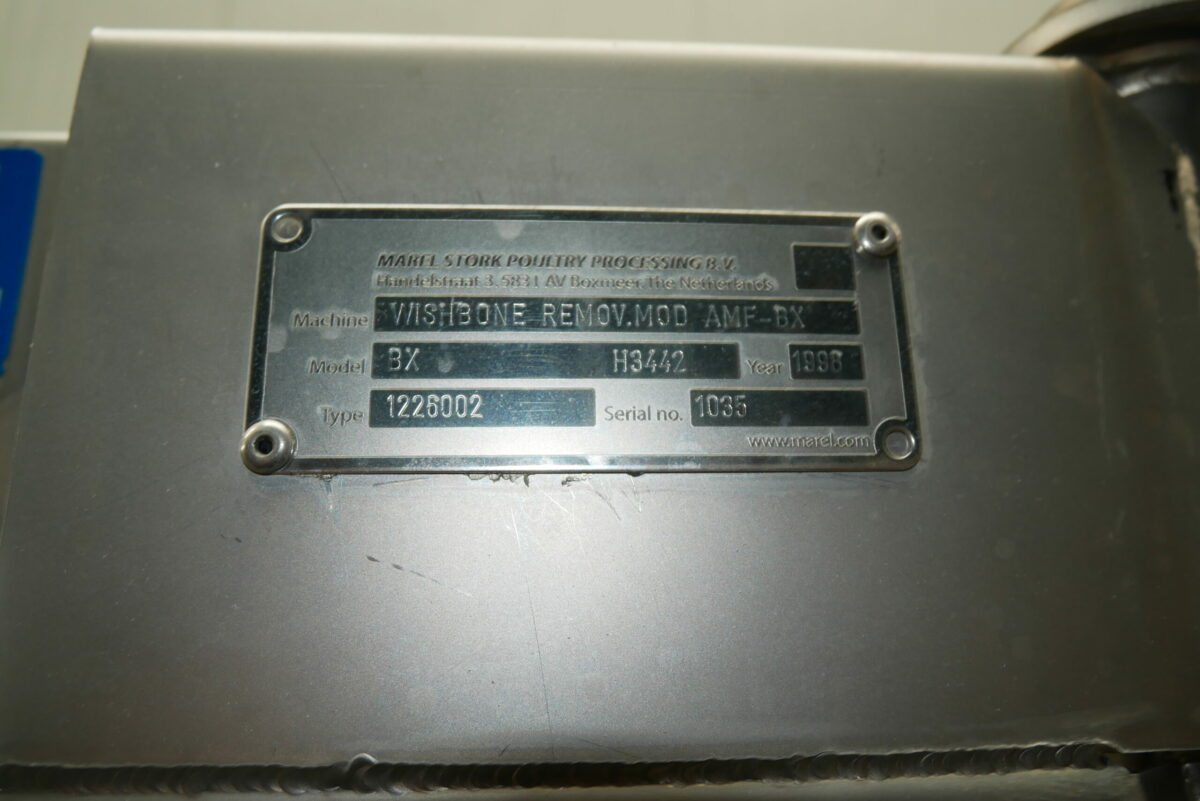 MAREL STORK POULTRY PROCESSING B.V.
Handelstraat 3, 5831 AV Boxmeer, The Netherlands
Machine WISHBONE REMOV.MOD AMF-BX
Model BX H3442 Year 1998
Type 1226002 Serial no. 1035
www.marel.com